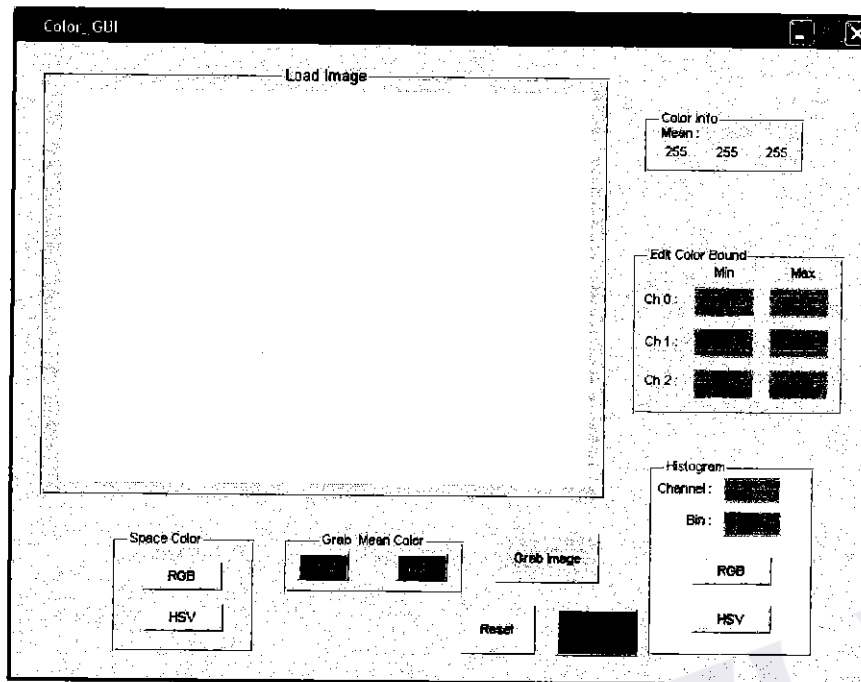 Color_GUI
Load Image
Color Info
Mean :
255 255 255
Edit Color Bound
Min Max
Ch 0 :
Ch 1 :
Ch 2 :
Histogram
Channel :
Bin :
RGB
HSV
Space Color
RGB
HSV
Grab Mean Color
Grab Image
Reset